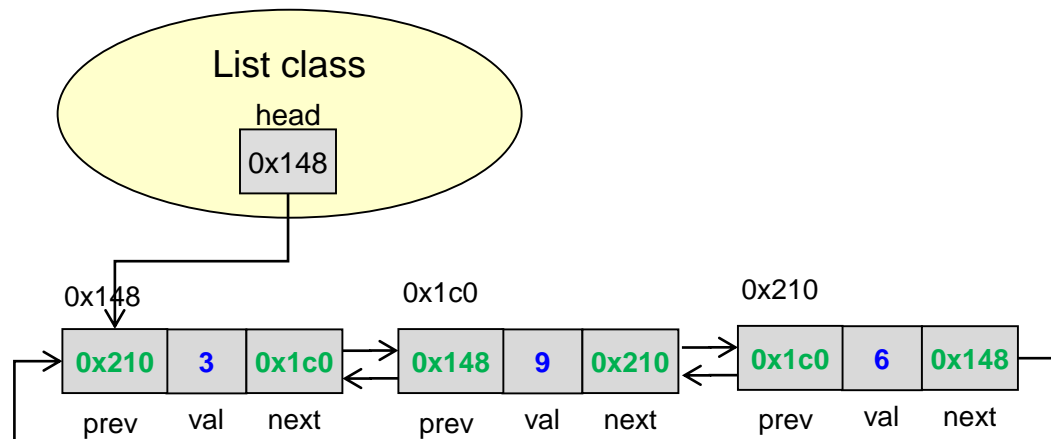 List class
head
0x148
0x148 0x1c0 0x210
0x210 3 0x1c0 0x148 9 0x210 0x1c0 6 0x148
prev val next prev val next prev val next